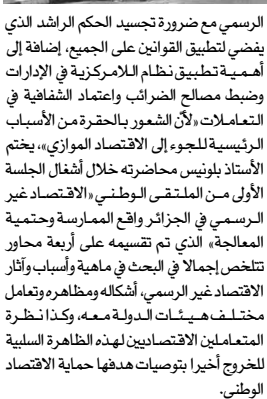 الرسمي مع ضرورة تجسيد الحكم الراشد الذي
يفضي لتطبيق القوانين على الجميع، إضافة إلى
أهمية تطبيق نظام اللامركزية في الإدارات
وضبط مصالح الضرائب واعتماد الشفافية في
التعاملات «لأنّ الشعور بالحقرة من الأسباب
الرئيسية للجوء إلى الاقتصاد الموازي»، يختم
الأستاذ بلونيس محاضرته خلال أشغال الجلسة
الأولى من الملتقى الوطني «الاقتصاد غير
الرسمي في الجزائر واقع الممارسة وحتمية
المعالجة» الذي تم تقسيمه على أربعة محاور
تتلخص إجمالا في البحث في ماهية وأسباب وآثار
الاقتصاد غير الرسمي، أشكاله ومظاهره وتعامل
مختلف هيئات الدولة معه، وكذا نظرة
المتعاملين الاقتصاديين لهذه الظاهرة السلبية
للخروج أخيرا بتوصيات هدفها حماية الاقتصاد
الوطني.